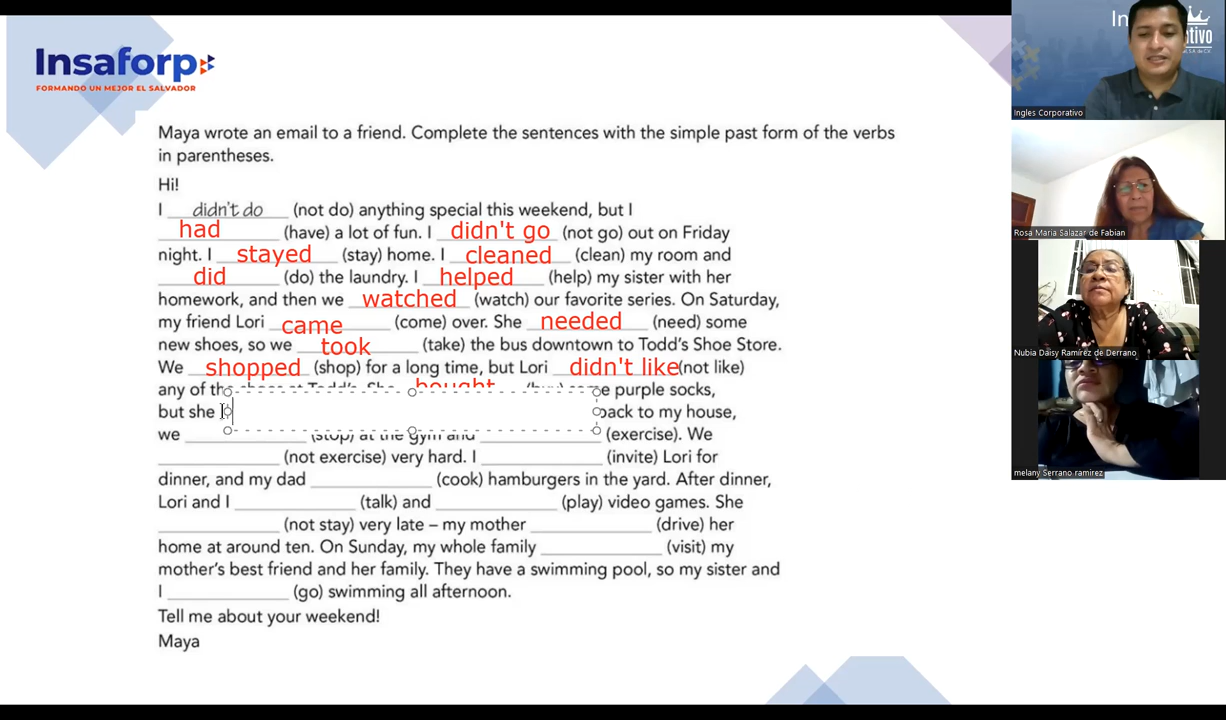 Insaforp
FORMANDO UN MEJOR EL SALVADOR
Maya wrote an email to a friend. Complete the sentences with the simple past form of the verbs
in parentheses.
Hi!
I didn't do (not do) anything special this weekend, but I
had (have) a lot of fun. I didn't go (not go) out on Friday
night. I stayed (stay) home. I cleaned (clean) my room and
did (do) the laundry. I helped (help) my sister with her
homework, and then we watched (watch) our favorite series. On Saturday,
my friend Lori came (come) over. She needed (need) some
new shoes, so we took (take) the bus downtown to Todd's Shoe Store.
We shopped (shop) for a long time, but Lori didn't like (not like)
any of the shoes at Todd's. She bought (buy) some purple socks,
but she back to my house,
we (stop) at the gym and (exercise). We
(not exercise) very hard. I (invite) Lori for
dinner, and my dad (cook) hamburgers in the yard. After dinner,
Lori and I (talk) and (play) video games. She
(not stay) very late – my mother (drive) her
home at around ten. On Sunday, my whole family (visit) my
mother's best friend and her family. They have a swimming pool, so my sister and
I (go) swimming all afternoon.
Tell me about your weekend!
Maya
In
tivo
Ingles Corporativo
Rosa Maria Salazar de Fabian
Nubia Daisy Ramirez de Derrano
melany Serrano ramirez